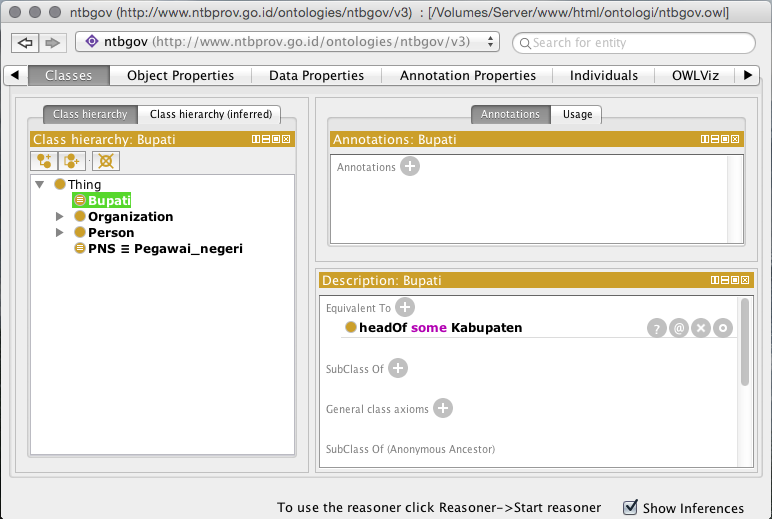 ntbgov (http://www.ntbprov.go.id/ontologies/ntbgov/v3) : [/Volumes/Server/www/html/ontologi/ntbgov.owl]
ntbgov (http://www.ntbprov.go.id/ontologies/ntbgov/v3)
Search for entity
Classes Object Properties Data Properties Annotation Properties Individuals OWLViz
Class hierarchy Class hierarchy (inferred)
Class hierarchy: Bupati
Thing
Bupati
Organization
Person
PNS ≡ Pegawai_negeri
Annotations Usage
Annotations: Bupati
Annotations
Description: Bupati
Equivalent To
headOf some Kabupaten
? @ X O
SubClass Of
General class axioms
SubClass Of (Anonymous Ancestor)
To use the reasoner click Reasoner->Start reasoner Show Inferences